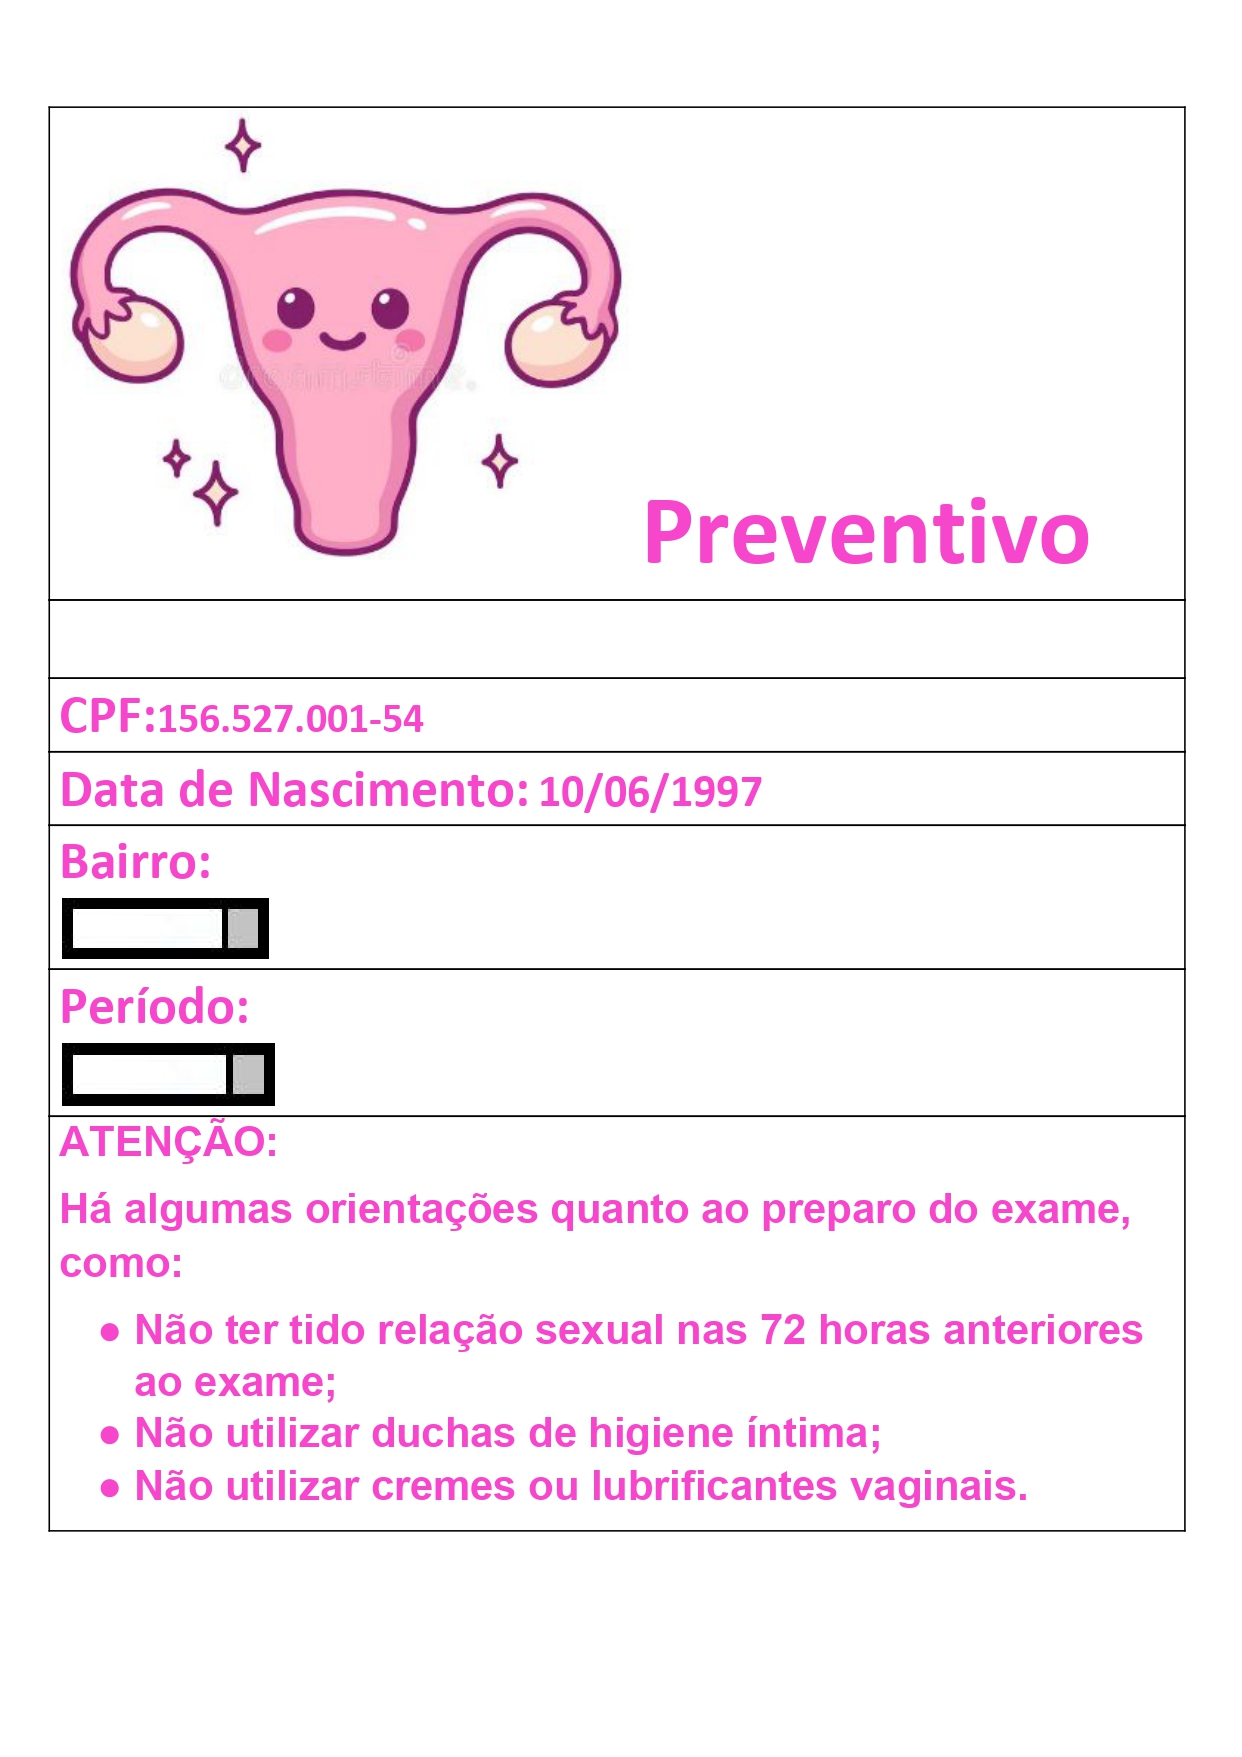 Preventivo
CPF:156.527.001-54
Data de Nascimento: 10/06/1997
Bairro:
Período:
ATENÇÃO:
Há algumas orientações quanto ao preparo do exame,
como:
● Não ter tido relação sexual nas 72 horas anteriores
ao exame;
● Não utilizar duchas de higiene íntima;
● Não utilizar cremes ou lubrificantes vaginais.